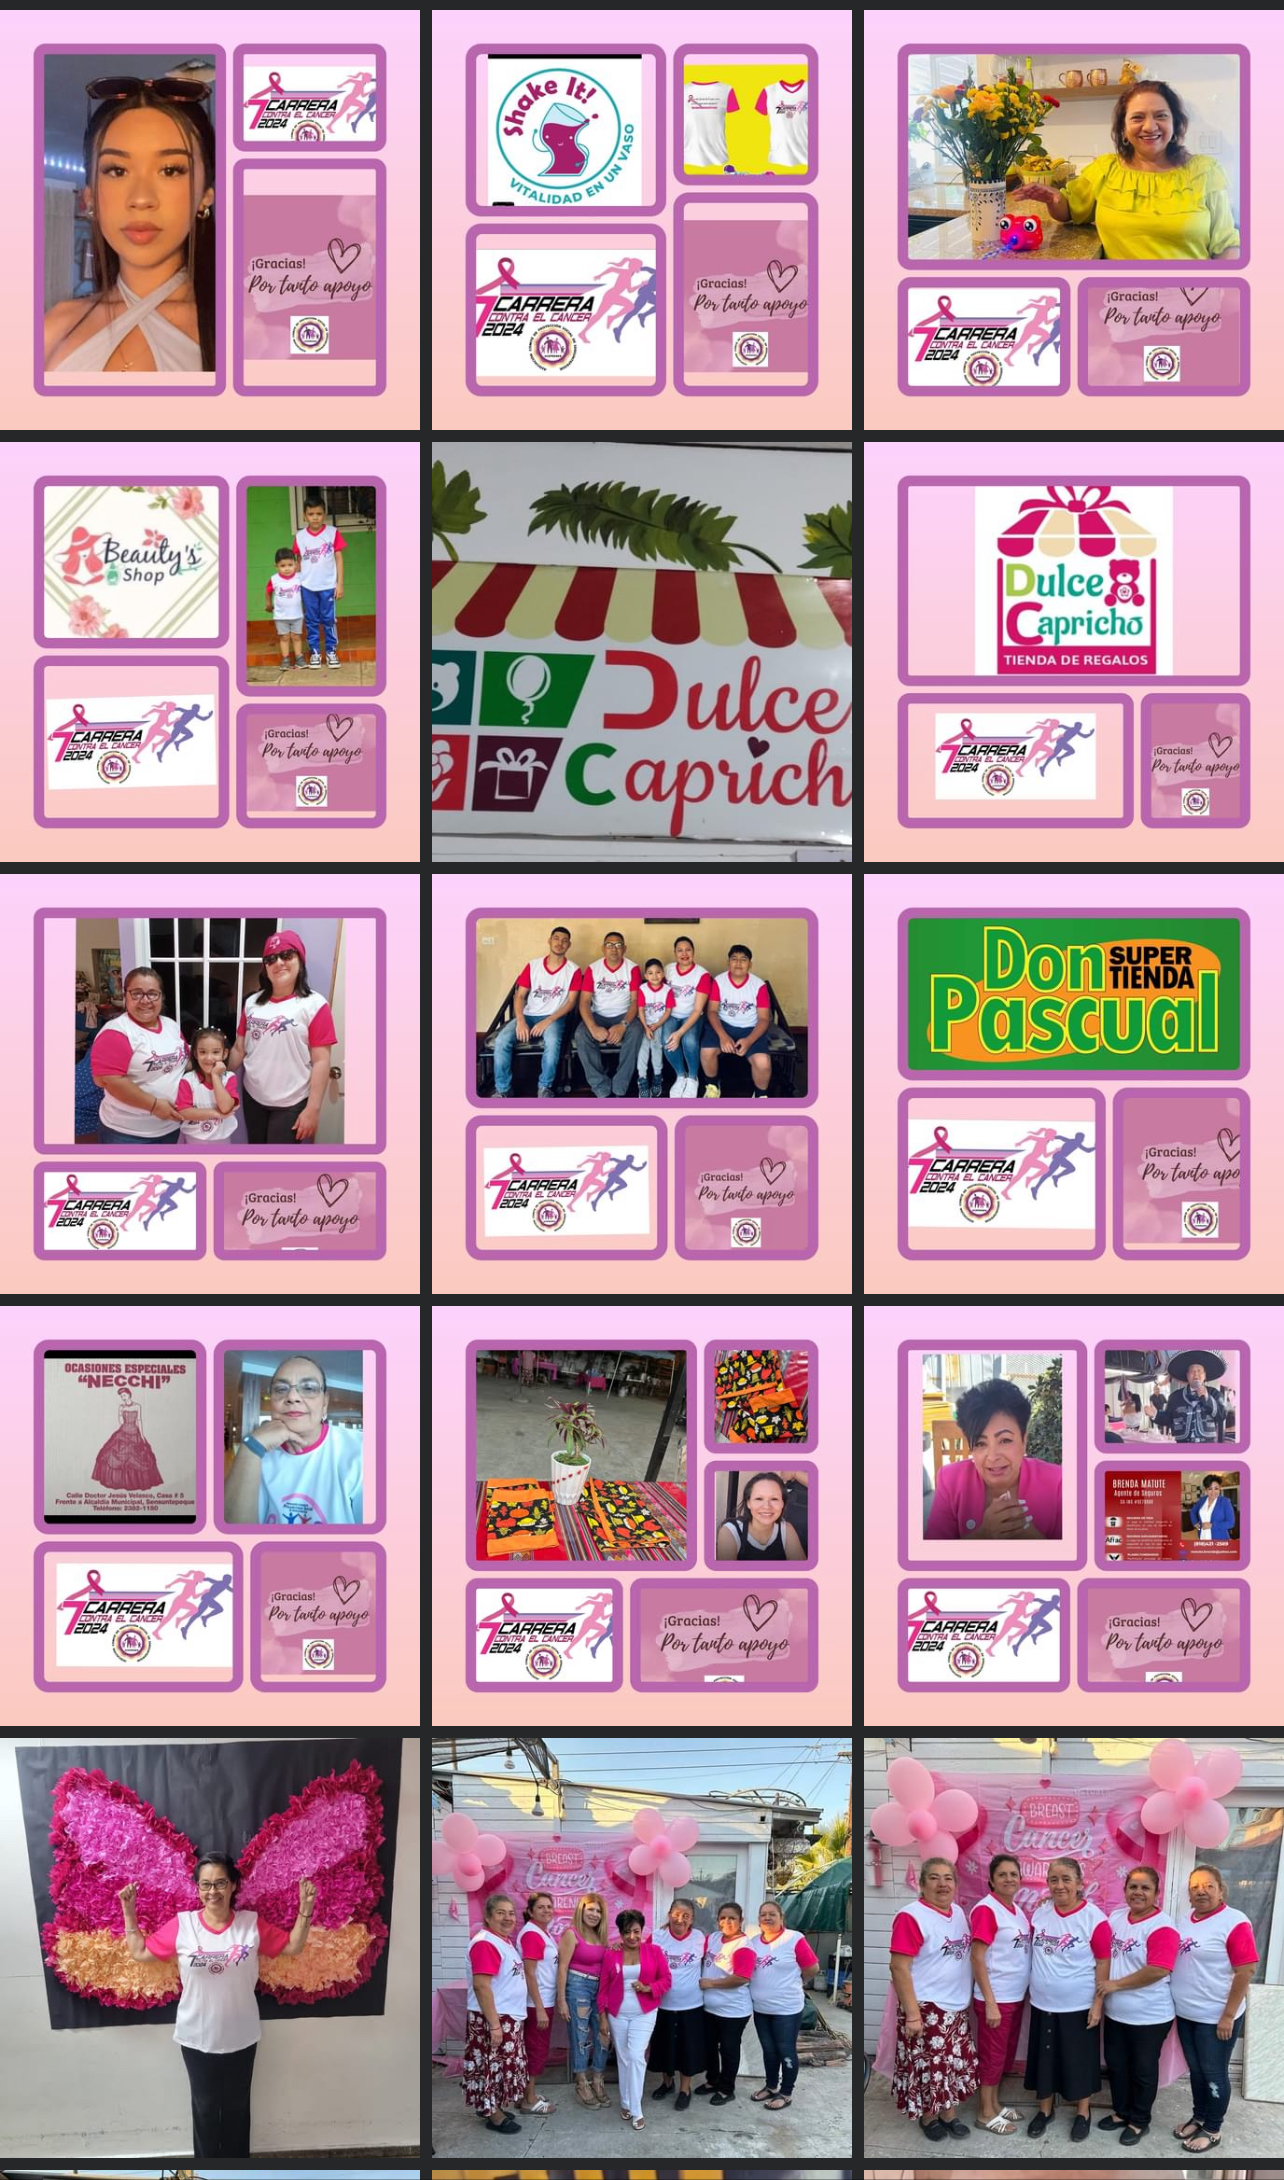 7 CARRERA
CONTRA EL CANCER
2024
¡Gracias!
Por tanto apoyo
Shake It!
VITALIDAD EN UN VASO
7 CARRERA
CONTRA EL CANCER
2024
¡Gracias!
Por tanto apoyo
7 CARRERA
CONTRA EL CANCER
2024
¡Gracias!
Por tanto apoyo
Beauty's
Shop
7 CARRERA
CONTRA EL CANCER
2024
¡Gracias!
Por tanto apoyo
Dulce
Caprich
Dulce
Capricho
TIENDA DE REGALOS
7 CARRERA
CONTRA EL CANCER
2024
¡Gracias!
Por tanto apoyo
7 CARRERA
CONTRA EL CANCER
2024
¡Gracias!
Por tanto apoyo
7 CARRERA
CONTRA EL CANCER
2024
¡Gracias!
Por tanto apoyo
Don SUPER
TIENDA
Pascual
7 CARRERA
CONTRA EL CANCER
2024
¡Gracias!
Por tanto apo
OCASIONES ESPECIALES
"NECCHI"
Calle Doctor Jesús Velasco, Casa # 5
Frente a Alcaldía Municipal, Sensuntepeque
7 CARRERA
CONTRA EL CANCER
2024
¡Gracias!
Por tanto apoyo
7 CARRERA
CONTRA EL CANCER
2024
¡Gracias!
Por tanto apoyo
BRENDA MATUTE
Agente de Seguros
7 CARRERA
CONTRA EL CANCER
2024
¡Gracias!
Por tanto apoyo
BREAST
Cancer
BREAST
Cancer